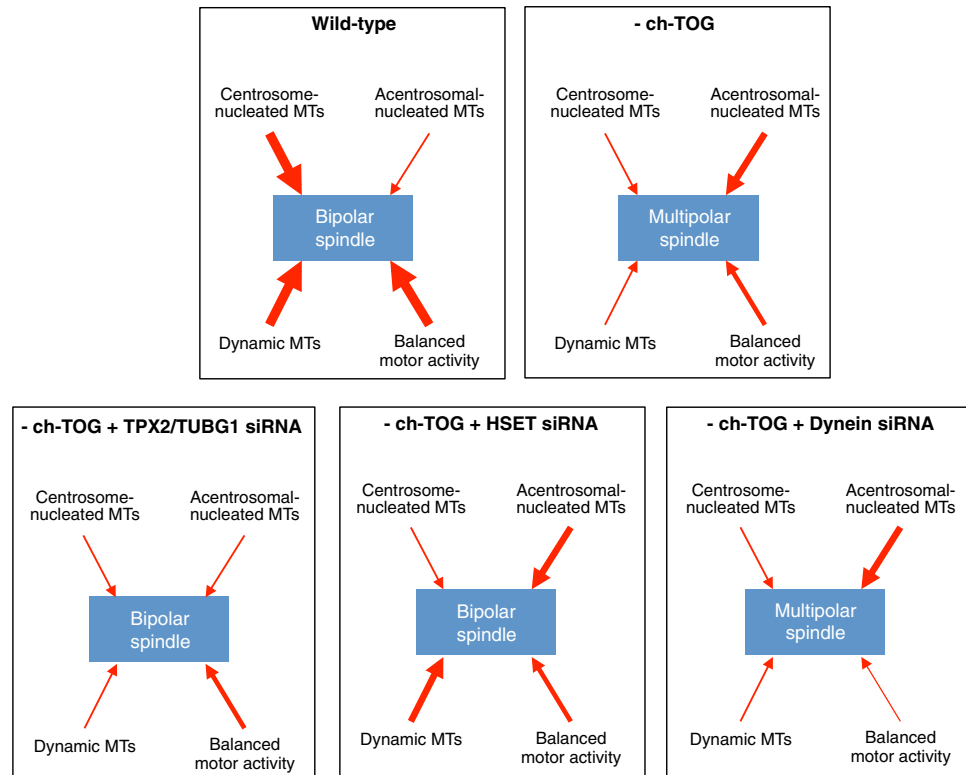 Wild-type
Centrosome-
nucleated MTs
Acentrosomal-
nucleated MTs
Bipolar
spindle
Dynamic MTs
Balanced
motor activity
- ch-TOG
Centrosome-
nucleated MTs
Acentrosomal-
nucleated MTs
Multipolar
spindle
Dynamic MTs
Balanced
motor activity
- ch-TOG + TPX2/TUBG1 siRNA
Centrosome-
nucleated MTs
Acentrosomal-
nucleated MTs
Bipolar
spindle
Dynamic MTs
Balanced
motor activity
- ch-TOG + HSET siRNA
Centrosome-
nucleated MTs
Acentrosomal-
nucleated MTs
Bipolar
spindle
Dynamic MTs
Balanced
motor activity
- ch-TOG + Dynein siRNA
Centrosome-
nucleated MTs
Acentrosomal-
nucleated MTs
Multipolar
spindle
Dynamic MTs
Balanced
motor activity